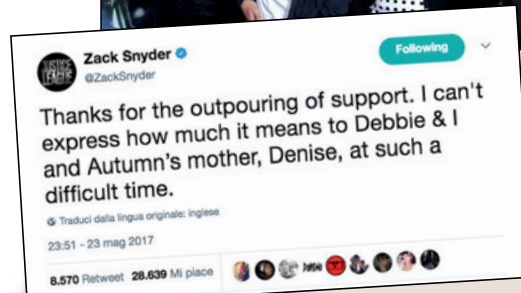 Zack Snyder
Following
@ZackSnyder
JUSTICE
LEAGUE
Thanks for the outpouring of support. I can't
express how much it means to Debbie & I
and Autumn's mother, Denise, at such a
difficult time.
Traduci dalla lingua originale: inglese
23:51 - 23 mag 2017
8.570 Retweet 28.639 Mi piace